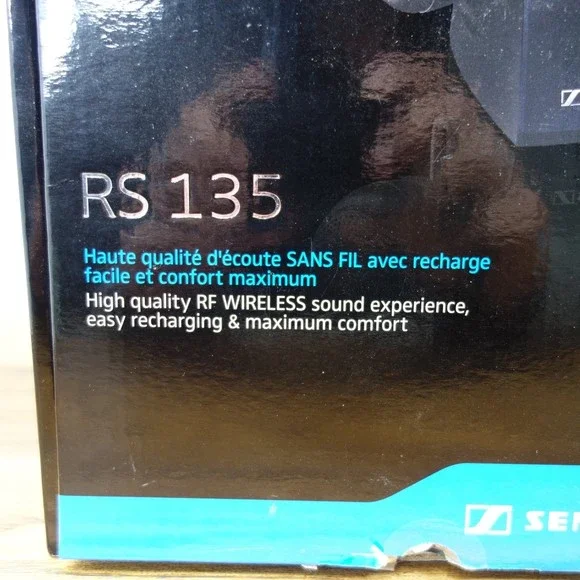 RS 135
Haute qualité d'écoute SANS FIL avec recharge
facile et confort maximum
High quality RF WIRELESS sound experience,
easy recharging & maximum comfort